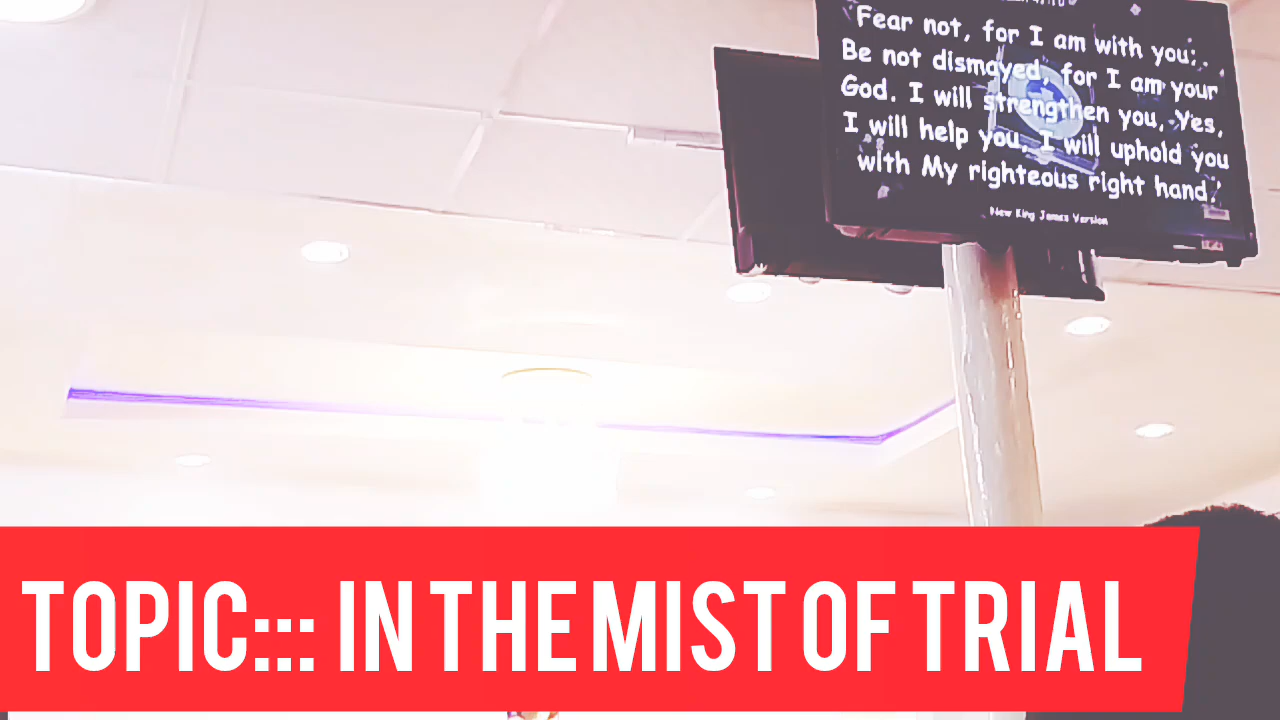 Fear not, for I am with you;
Be not dismayed, for I am your
God. I will strengthen you, Yes,
I will help you, I will uphold you
with My righteous right hand.'
New King James Version
TOPIC::: IN THE MIST OF TRIAL